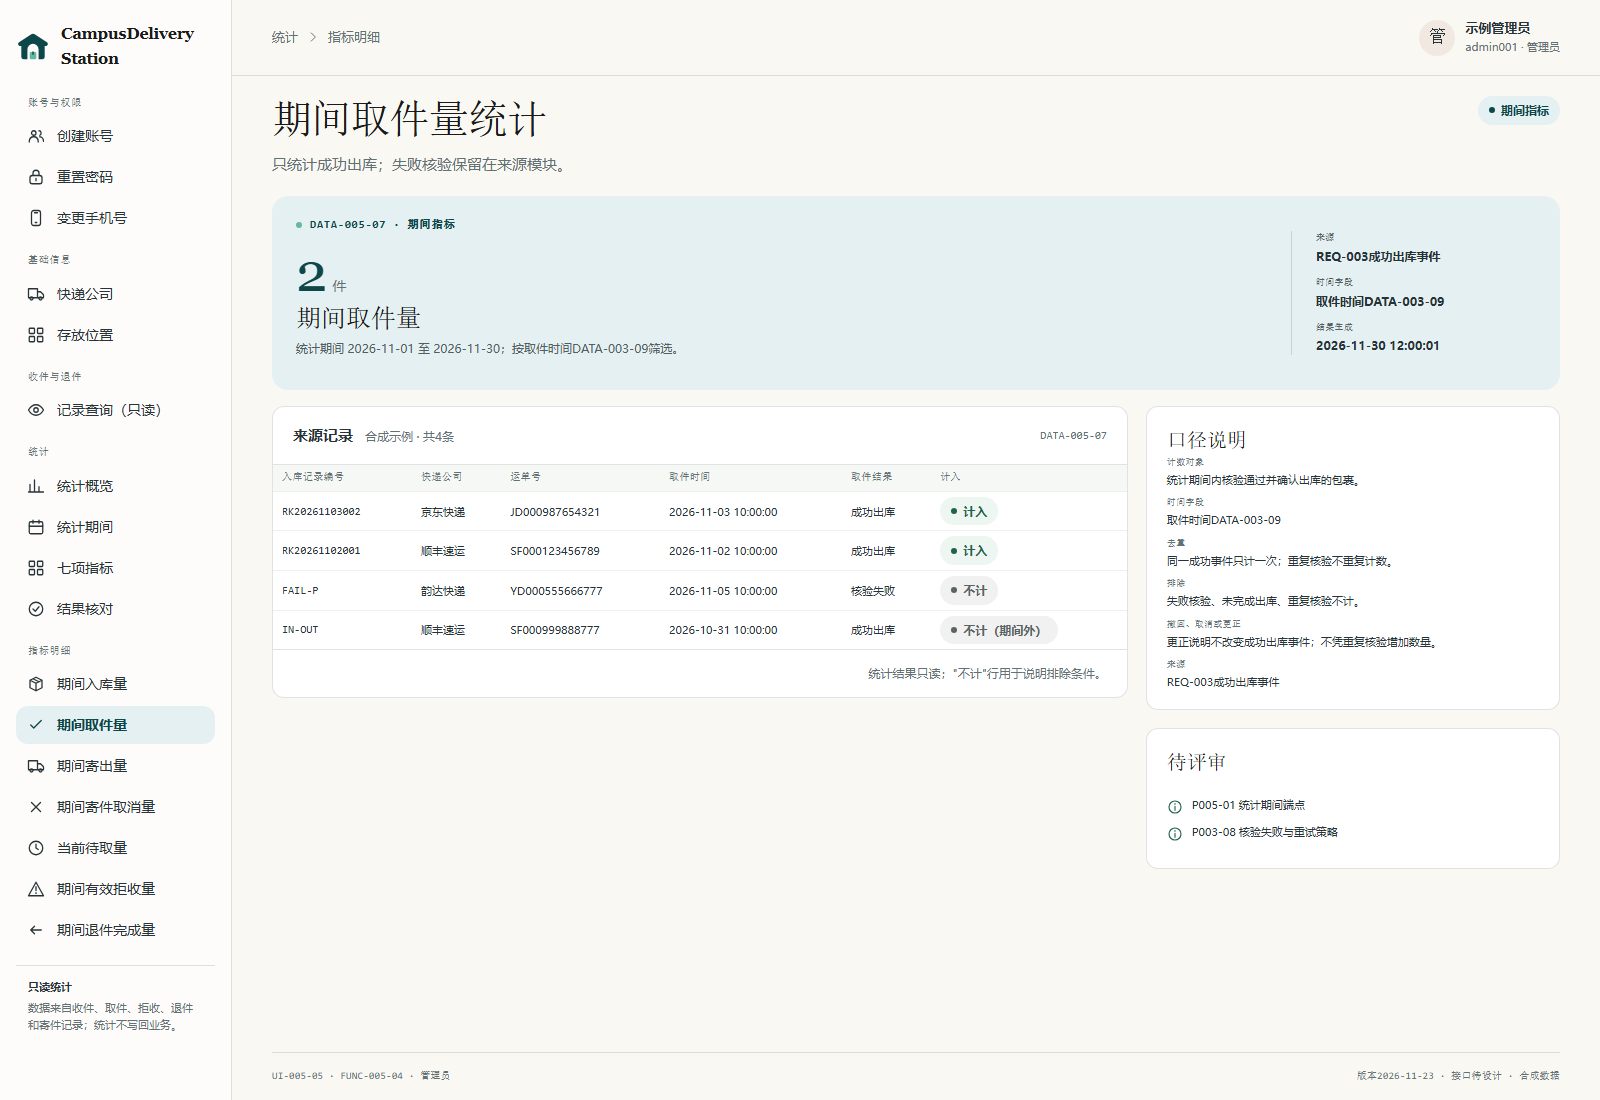 CampusDelivery
Station
账号与权限
创建账号
重置密码
变更手机号
基础信息
快递公司
存放位置
收件与退件
记录查询（只读）
统计
统计概览
统计期间
七项指标
结果核对
指标明细
期间入库量
期间取件量
期间寄出量
期间寄件取消量
当前待取量
期间有效拒收量
期间退件完成量
只读统计
数据来自收件、取件、拒收、退件
和寄件记录；统计不写回业务。
统计 > 指标明细
管
示例管理员
admin001 · 管理员
期间取件量统计
期间指标
只统计成功出库；失败核验保留在来源模块。
DATA-005-07 · 期间指标
2 件
期间取件量
统计期间 2026-11-01 至 2026-11-30；按取件时间DATA-003-09筛选。
来源
REQ-003成功出库事件
时间字段
取件时间DATA-003-09
结果生成
2026-11-30 12:00:01
来源记录 合成示例 · 共4条 DATA-005-07
入库记录编号 快递公司 运单号 取件时间 取件结果 计入
RK20261103002 京东快递 JD000987654321 2026-11-03 10:00:00 成功出库 计入
RK20261102001 顺丰速运 SF000123456789 2026-11-02 10:00:00 成功出库 计入
FAIL-P 韵达快递 YD000555666777 2026-11-05 10:00:00 核验失败 不计
IN-OUT 顺丰速运 SF000999888777 2026-10-31 10:00:00 成功出库 不计（期间外）
统计结果只读；"不计"行用于说明排除条件。
口径说明
计数对象
统计期间内核验通过并确认出库的包裹。
时间字段
取件时间DATA-003-09
去重
同一成功事件只计一次；重复核验不重复计数。
排除
失败核验、未完成出库、重复核验不计。
撤回、取消或更正
更正说明不改变成功出库事件；不凭重复核验增加数量。
来源
REQ-003成功出库事件
待评审
P005-01 统计期间端点
P003-08 核验失败与重试策略
UI-005-05 · FUNC-005-04 · 管理员
版本2026-11-23 · 接口待设计 · 合成数据